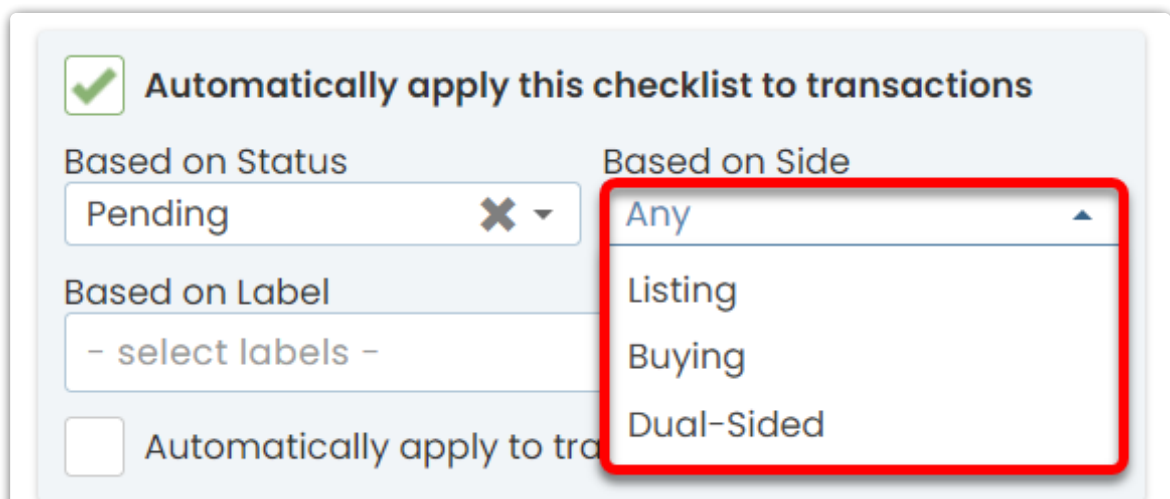 Automatically apply this checklist to transactions
Based on Status
Based on Side
Pending
Any
Listing
Buying
Dual-Sided
Based on Label
- select labels -
Automatically apply to